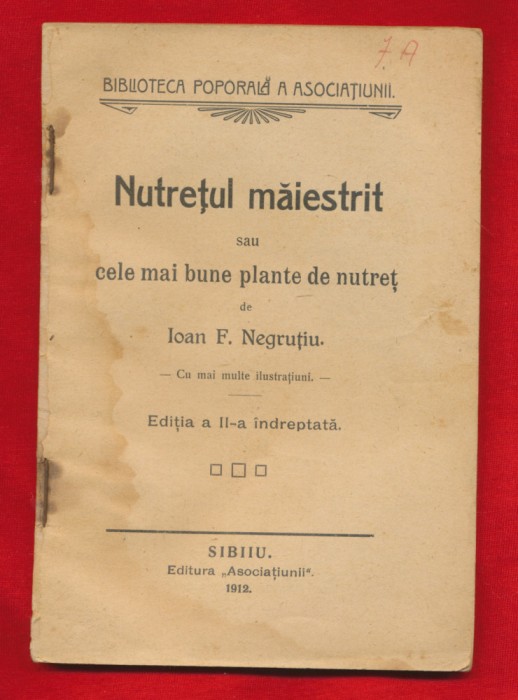 7 A
BIBLIOTECA POPORALĂ A ASOCIAȚIUNII.
Nutrețul măiestrit
sau
cele mai bune plante de nutreț
de
Ioan F. Negruțiu.
— Cu mai multe ilustrațiuni. —
Ediția a II-a îndreptată.
SIBIIU.
Editura „Asociațiunii“.
1912.